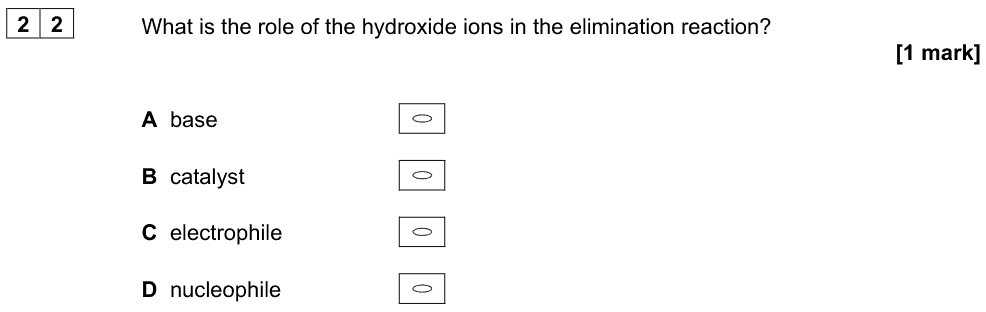 2 2 What is the role of the hydroxide ions in the elimination reaction?
[1 mark]
A base
B catalyst
C electrophile
D nucleophile